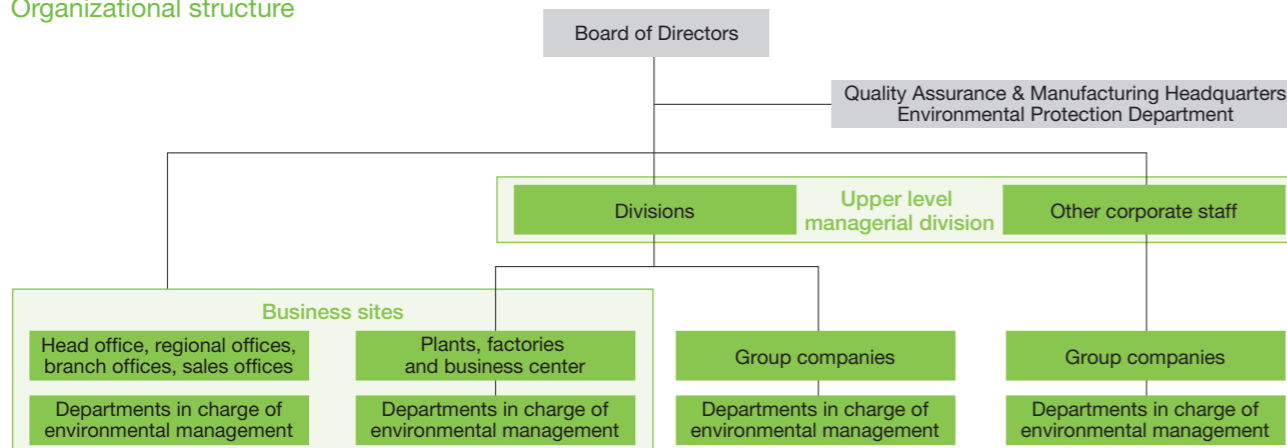 Organizational structure
Board of Directors
Quality Assurance & Manufacturing Headquarters
Environmental Protection Department
Divisions
Upper level
managerial division
Other corporate staff
Business sites
Head office, regional offices,
branch offices, sales offices
Plants, factories
and business center
Group companies
Group companies
Departments in charge of
environmental management
Departments in charge of
environmental management
Departments in charge of
environmental management
Departments in charge of
environmental management